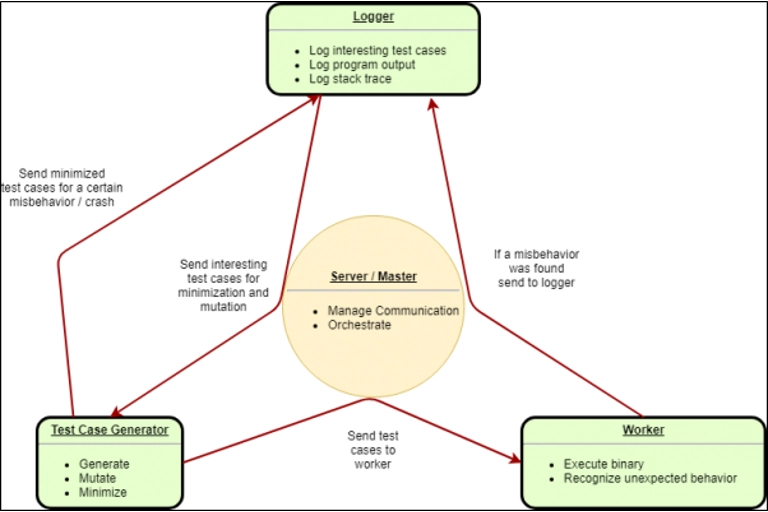 Logger
Log interesting test cases
Log program output
Log stack trace
Send minimized
test cases for a certain
misbehavior / crash
Send interesting
test cases for
minimization and
mutation
Server / Master
Manage Communication
Orchestrate
If a misbehavior
was found
send to logger
Test Case Generator
Generate
Mutate
Minimize
Send test
cases to
worker
Worker
Execute binary
Recognize unexpected behavior